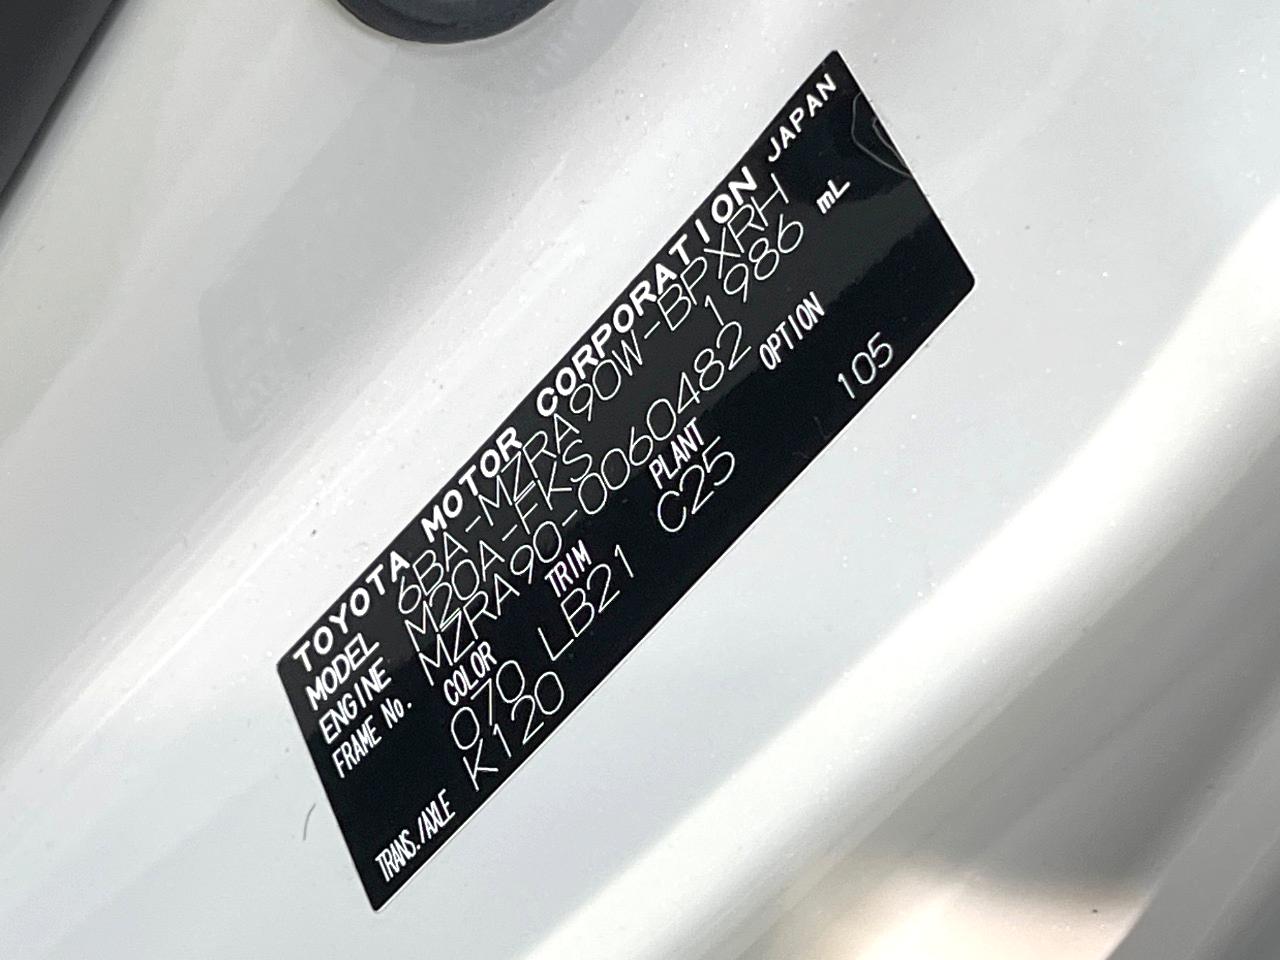 TOYOTA MOTOR CORPORATION JAPAN
MODEL 6BA-MZRA90W-BPXRH
ENGINE M20A-FKS 1986 mL
FRAME No. MZRA90-0060482
COLOR TRIM PLANT OPTION
070 LB21 C25 105
TRANS./AXLE K120